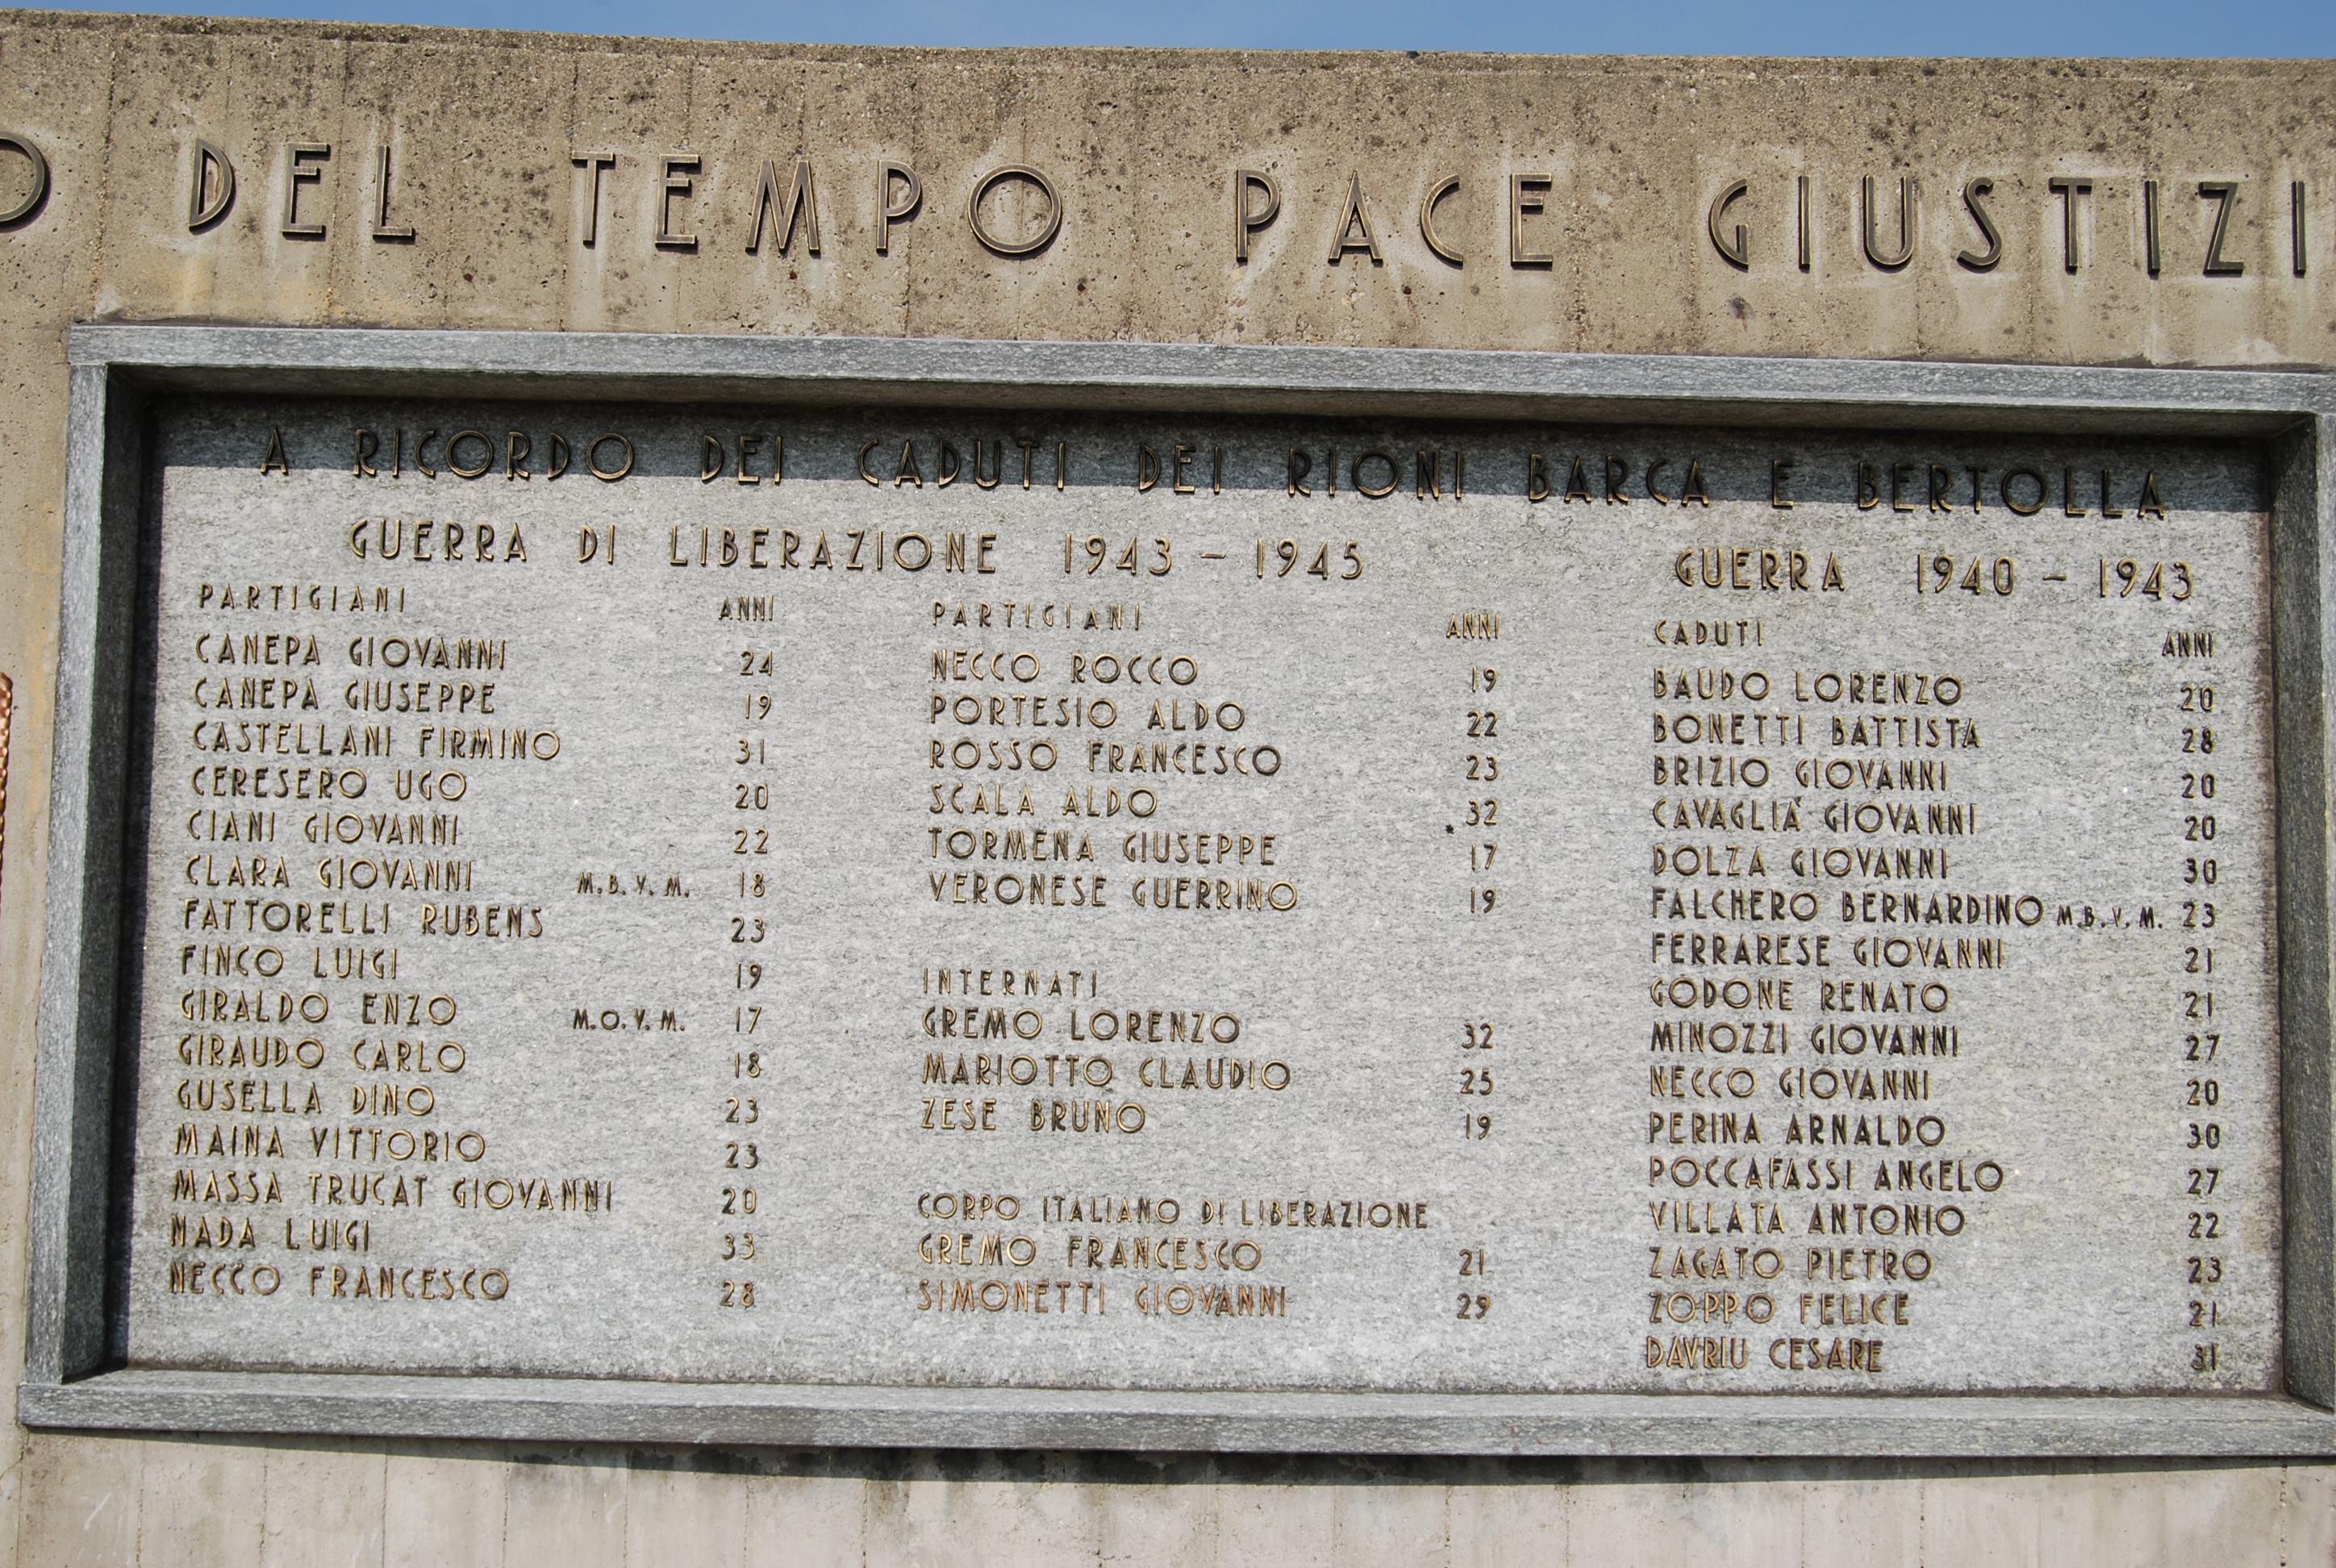 O DEL TEMPO PACE GIUSTIZI
A RICORDO DEI CADUTI DEI RIONI BARCA E BERTOLLA
GUERRA DI LIBERAZIONE 1943 - 1945
PARTIGIANI ANNI
CANEPA GIOVANNI 24
CANEPA GIUSEPPE 19
CASTELLANI FIRMINO 31
CERESERO UGO 20
CIANI GIOVANNI 22
CLARA GIOVANNI M.B.V.M. 18
FATTORELLI RUBENS 23
FINCO LUIGI 19
GIRALDO ENZO M.O.V.M. 17
GIRAUDO CARLO 18
GUSELLA DINO 23
MAINA VITTORIO 23
MASSA TRUCAT GIOVANNI 20
NADA LUIGI 33
NECCO FRANCESCO 28
PARTIGIANI ANNI
NECCO ROCCO 19
PORTESIO ALDO 22
ROSSO FRANCESCO 23
SCALA ALDO 32
TORMENA GIUSEPPE 17
VERONESE GUERRINO 19
INTERNATI
GREMO LORENZO 32
MARIOTTO CLAUDIO 25
ZESE BRUNO 19
CORPO ITALIANO DI LIBERAZIONE
GREMO FRANCESCO 21
SIMONETTI GIOVANNI 29
GUERRA 1940 - 1943
CADUTI ANNI
BAUDO LORENZO 20
BONETTI BATTISTA 28
BRIZIO GIOVANNI 20
CAVAGLIÀ GIOVANNI 20
DOLZA GIOVANNI 30
FALCHERO BERNARDINO M.B.V.M. 23
FERRARESE GIOVANNI 21
GODONE RENATO 21
MINOZZI GIOVANNI 27
NECCO GIOVANNI 20
PERINA ARNALDO 30
POCCAFASSI ANGELO 27
VILLATA ANTONIO 22
ZAGATO PIETRO 23
ZOPPO FELICE 21
DAVRIU CESARE 31